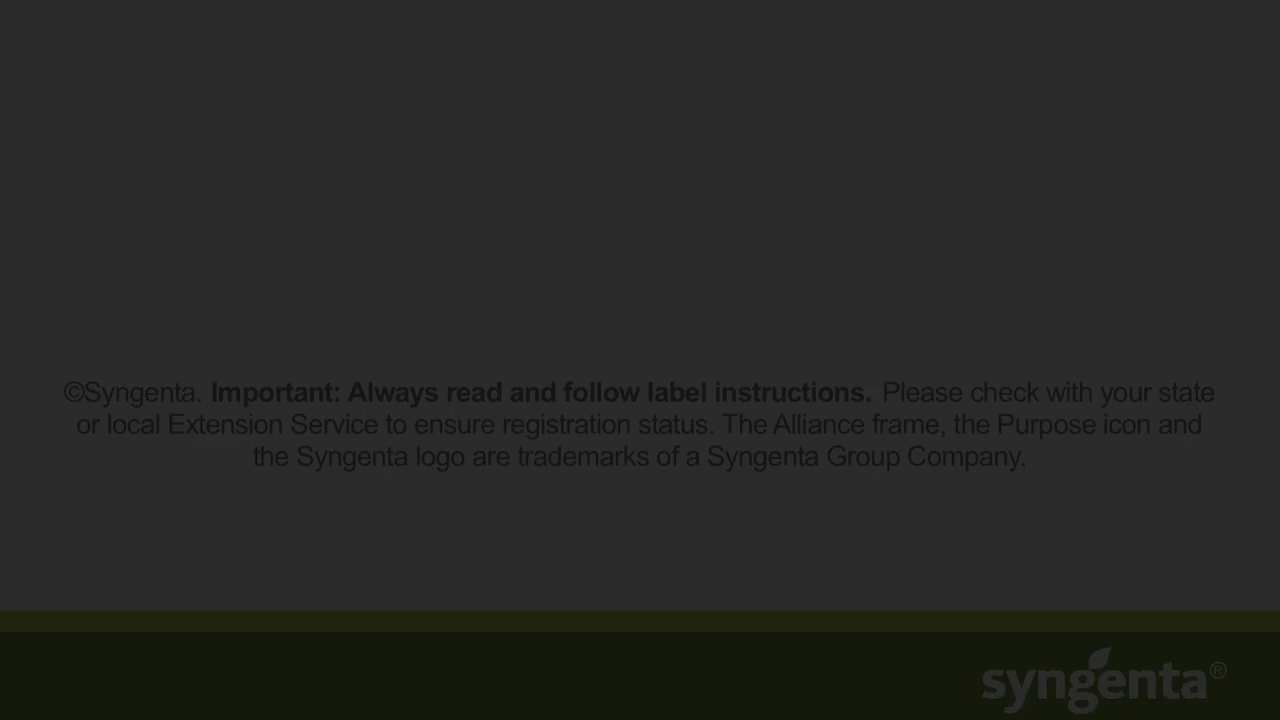 ©Syngenta. Important: Always read and follow label instructions. Please check with your state
or local Extension Service to ensure registration status. The Alliance frame, the Purpose icon and
the Syngenta logo are trademarks of a Syngenta Group Company.
syngenta®